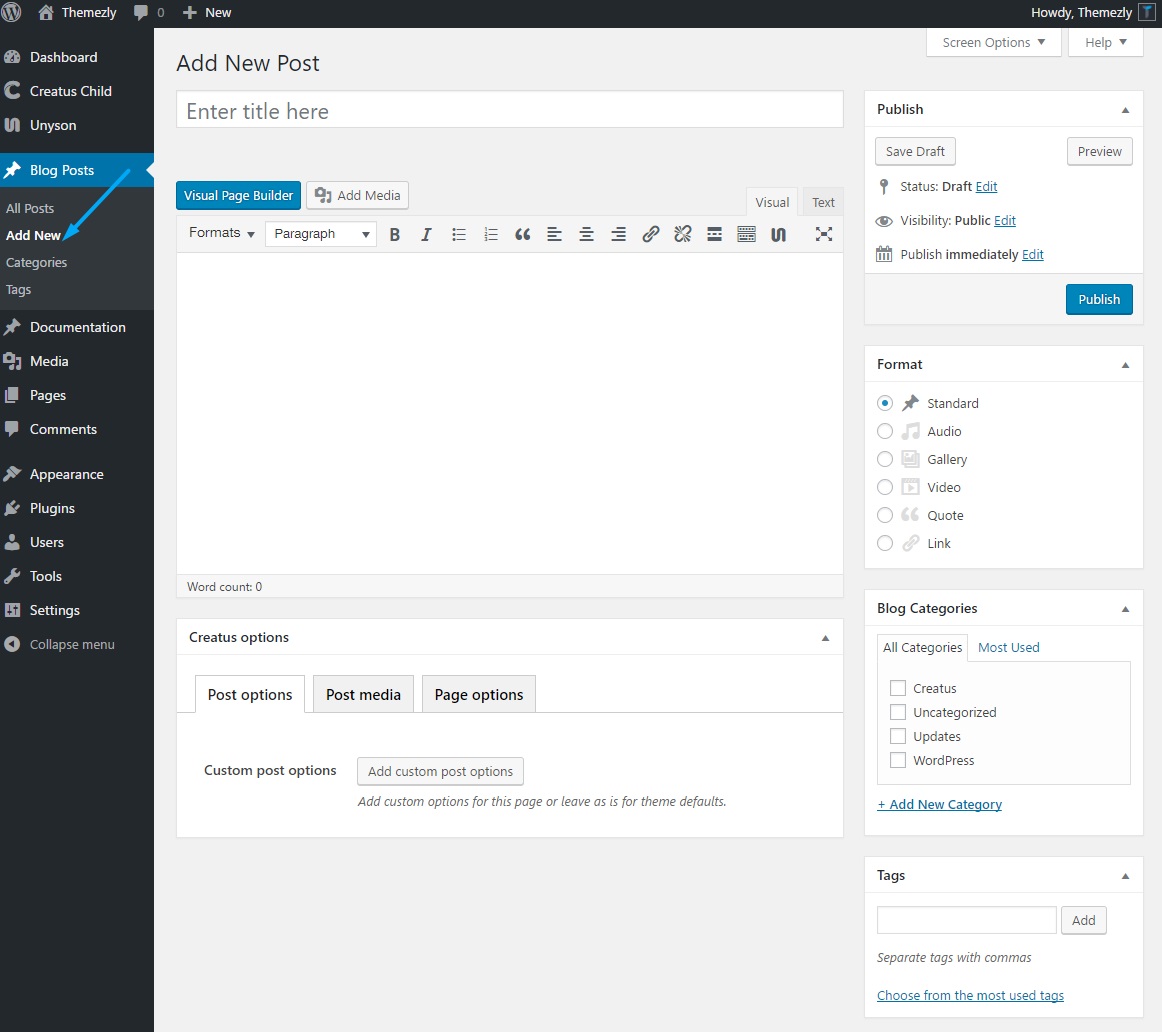 Themezly 0 New Howdy, Themezly
Screen Options Help
Dashboard
Creatus Child
Unyson
Blog Posts
All Posts
Add New
Categories
Tags
Documentation
Media
Pages
Comments
Appearance
Plugins
Users
Tools
Settings
Collapse menu
Add New Post
Enter title here
Visual Page Builder Add Media Visual Text
Formats Paragraph B I
Word count: 0
Creatus options
Post options Post media Page options
Custom post options Add custom post options
Add custom options for this page or leave as is for theme defaults.
Publish
Save Draft Preview
Status: Draft Edit
Visibility: Public Edit
Publish immediately Edit
Publish
Format
Standard
Audio
Gallery
Video
Quote
Link
Blog Categories
All Categories Most Used
Creatus
Uncategorized
Updates
WordPress
+ Add New Category
Tags
Add
Separate tags with commas
Choose from the most used tags